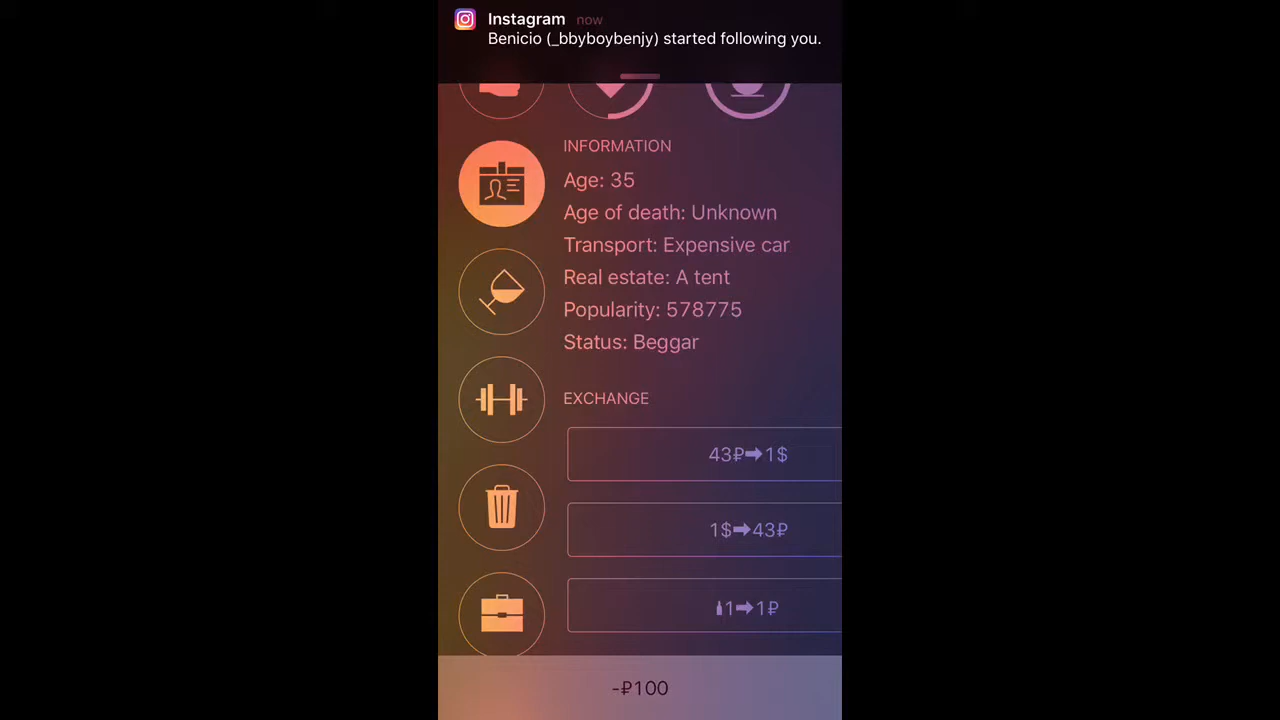 Instagram now
Benicio (_bbyboybenjy) started following you.
INFORMATION
Age: 35
Age of death: Unknown
Transport: Expensive car
Real estate: A tent
Popularity: 578775
Status: Beggar
EXCHANGE
43₽➡1$
1$➡43₽
1➡1₽
-₽100